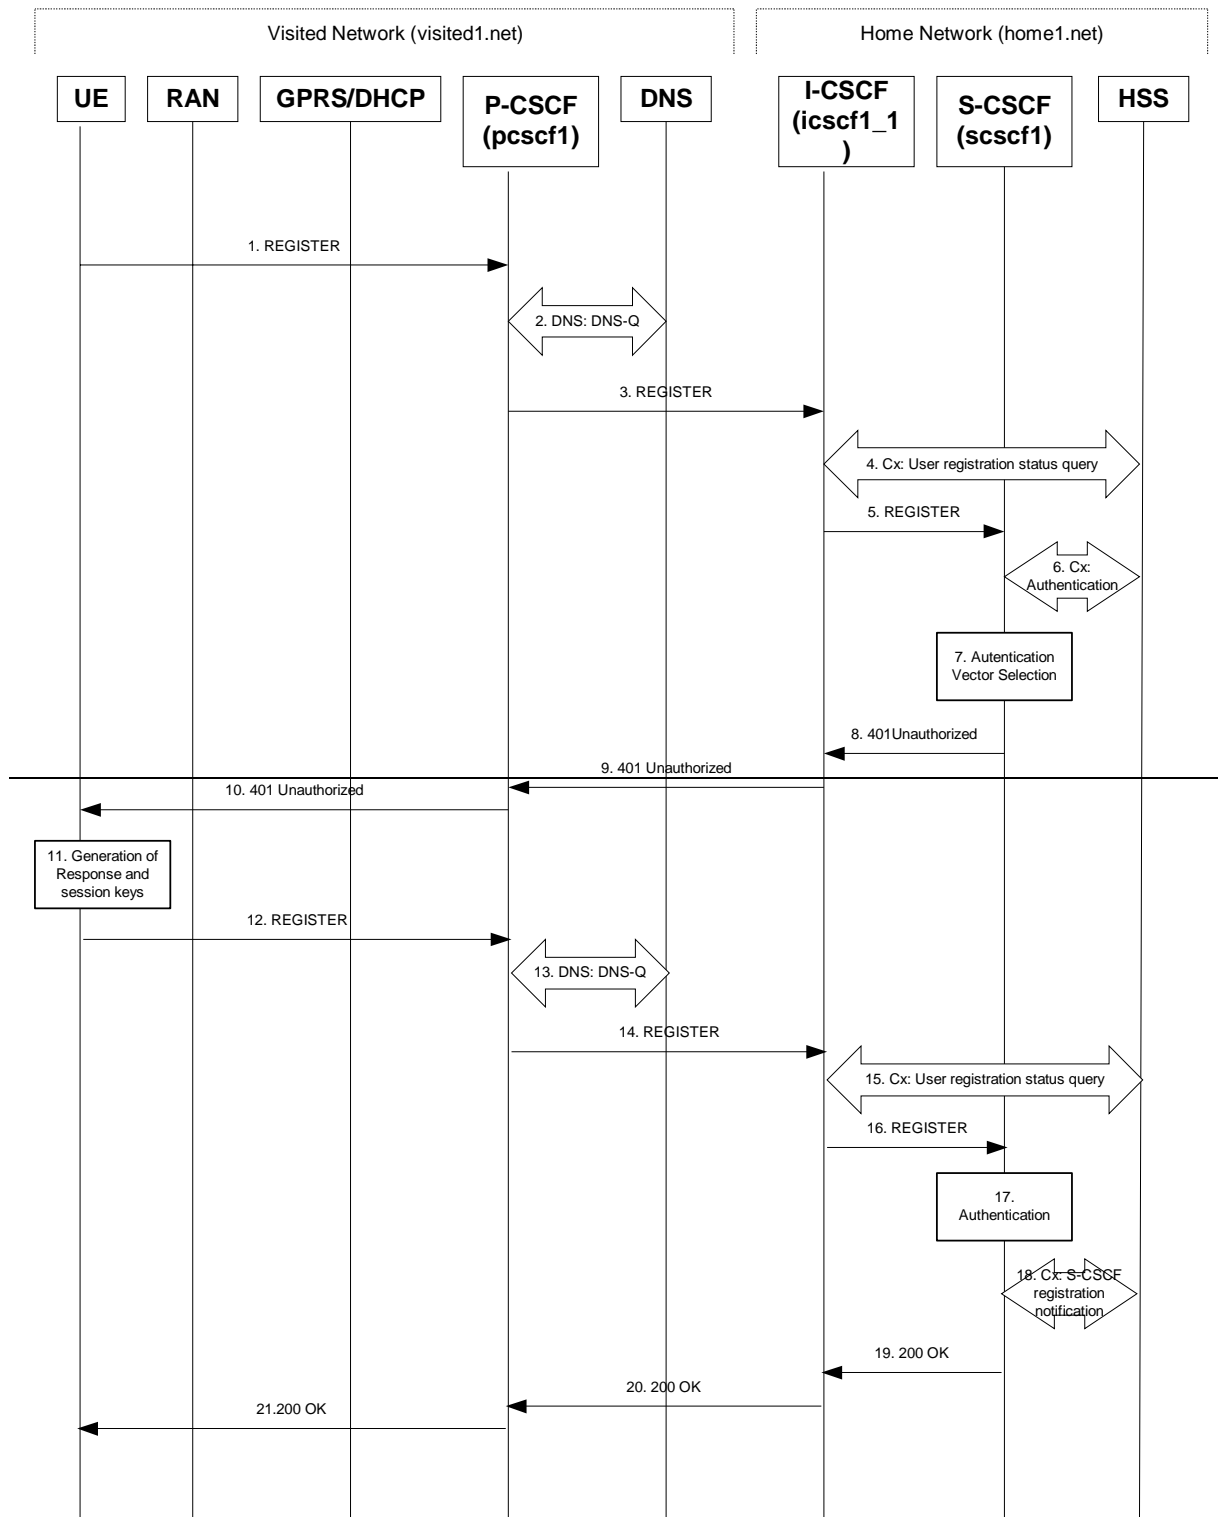 Visited Network (visited1.net)
Home Network (home1.net)
UE
RAN
GPRS/DHCP
P-CSCF
(pcscf1)
DNS
I-CSCF
(icscf1_1
)
S-CSCF
(scscf1)
HSS
1. REGISTER
2. DNS: DNS-Q
3. REGISTER
4. Cx: User registration status query
5. REGISTER
6. Cx:
Authentication
7. Autentication
Vector Selection
8. 401Unauthorized
9. 401 Unauthorized
10. 401 Unauthorized
11. Generation of
Response and
session keys
12. REGISTER
13. DNS: DNS-Q
14. REGISTER
15. Cx: User registration status query
16. REGISTER
17.
Authentication
18. Cx: S-CSCF
registration
notification
19. 200 OK
20. 200 OK
21.200 OK